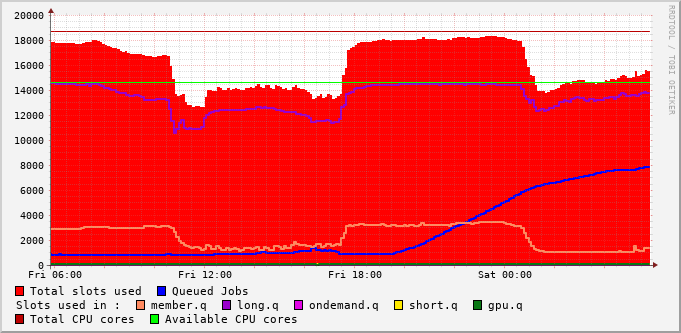 20000
18000
16000
14000
12000
10000
8000
6000
4000
2000
0
Fri 06:00 Fri 12:00 Fri 18:00 Sat 00:00
RRDTOOL / TOBI OETIKER
Total slots used Queued Jobs
Slots used in : member.q long.q ondemand.q short.q gpu.q
Total CPU cores Available CPU cores